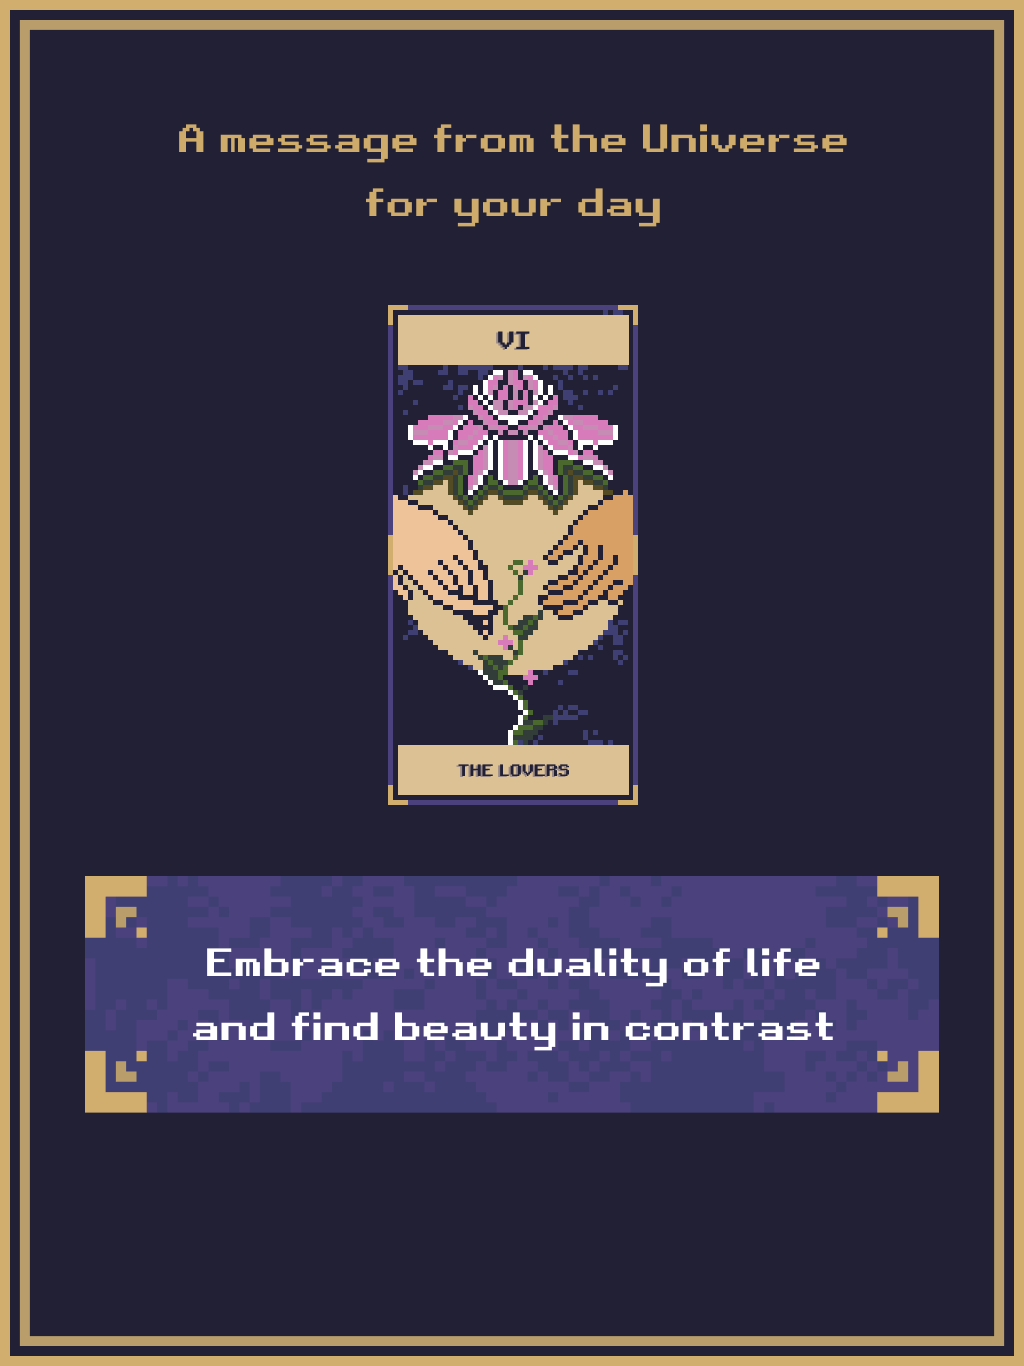 A message from the Universe
for your day
VI
THE LOVERS
Embrace the duality of life
and find beauty in contrast